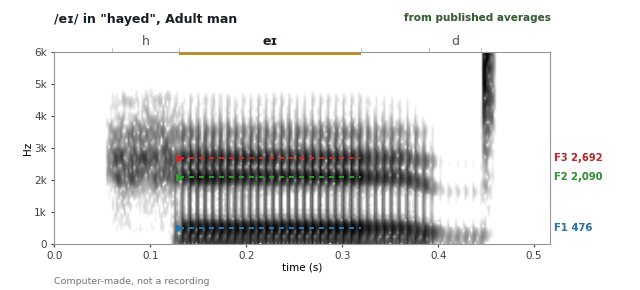 /eɪ/ in "hayed", Adult man
from published averages
h eɪ d
6k
5k
4k
3k
2k
1k
0
Hz
F3 2,692
F2 2,090
F1 476
0.0 0.1 0.2 0.3 0.4 0.5
time (s)
Computer-made, not a recording